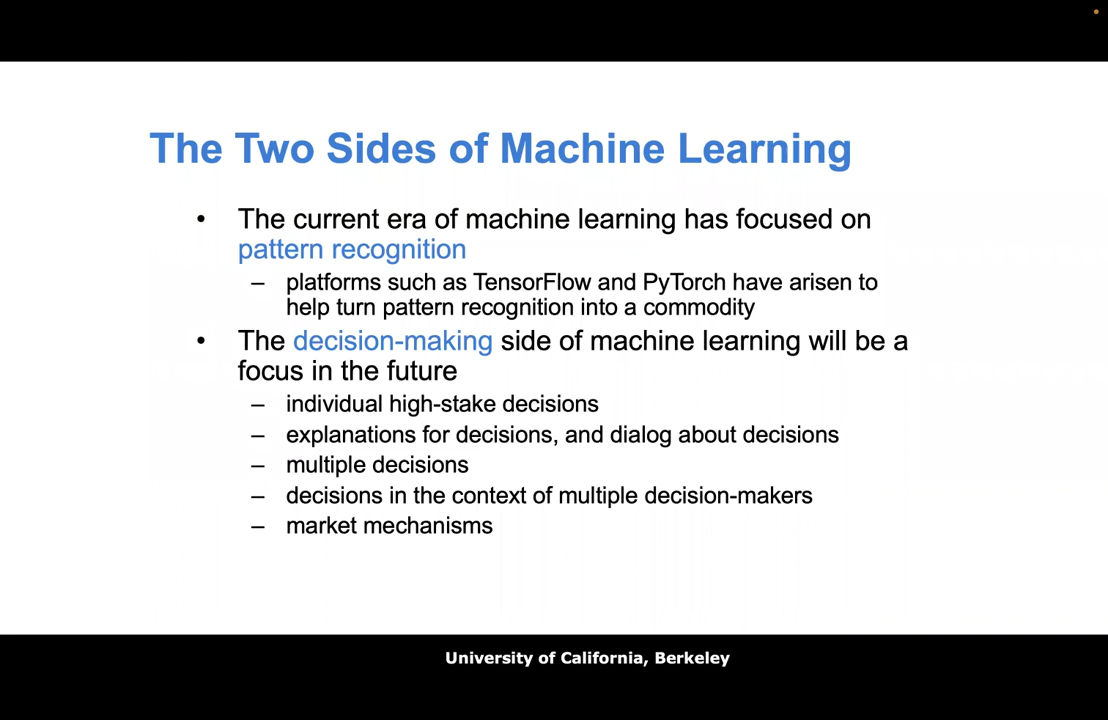 The Two Sides of Machine Learning
• The current era of machine learning has focused on
pattern recognition
– platforms such as TensorFlow and PyTorch have arisen to
help turn pattern recognition into a commodity
• The decision-making side of machine learning will be a
focus in the future
– individual high-stake decisions
– explanations for decisions, and dialog about decisions
– multiple decisions
– decisions in the context of multiple decision-makers
– market mechanisms
University of California, Berkeley